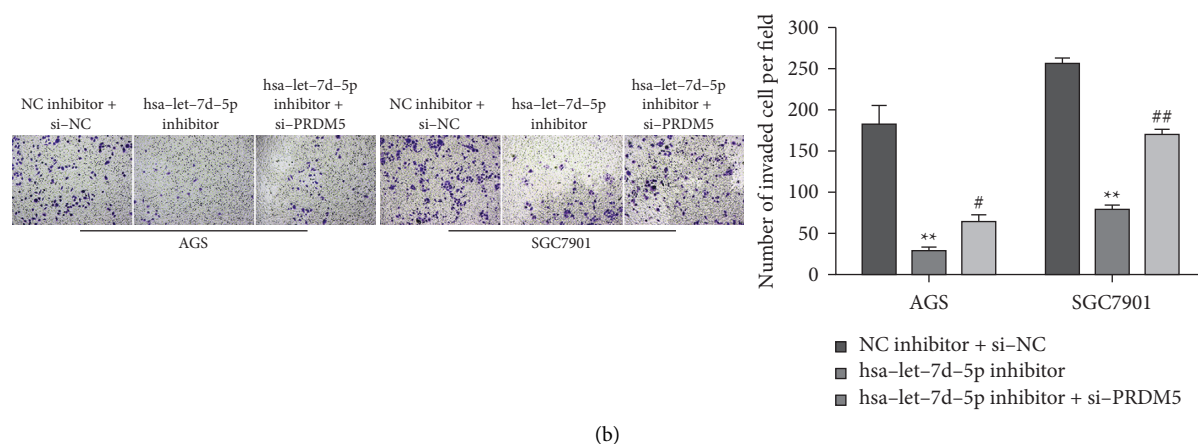 NC inhibitor +
si–NC
hsa–let–7d–5p
inhibitor
hsa–let–7d–5p
inhibitor +
si–PRDM5
NC inhibitor +
si–NC
hsa–let–7d–5p
inhibitor
hsa–let–7d–5p
inhibitor +
si–PRDM5
AGS
SGC7901
Number of invaded cell per field
300
250
200
150
100
50
0
**
#
**
##
AGS
SGC7901
NC inhibitor + si–NC
hsa–let–7d–5p inhibitor
hsa–let–7d–5p inhibitor + si–PRDM5
(b)